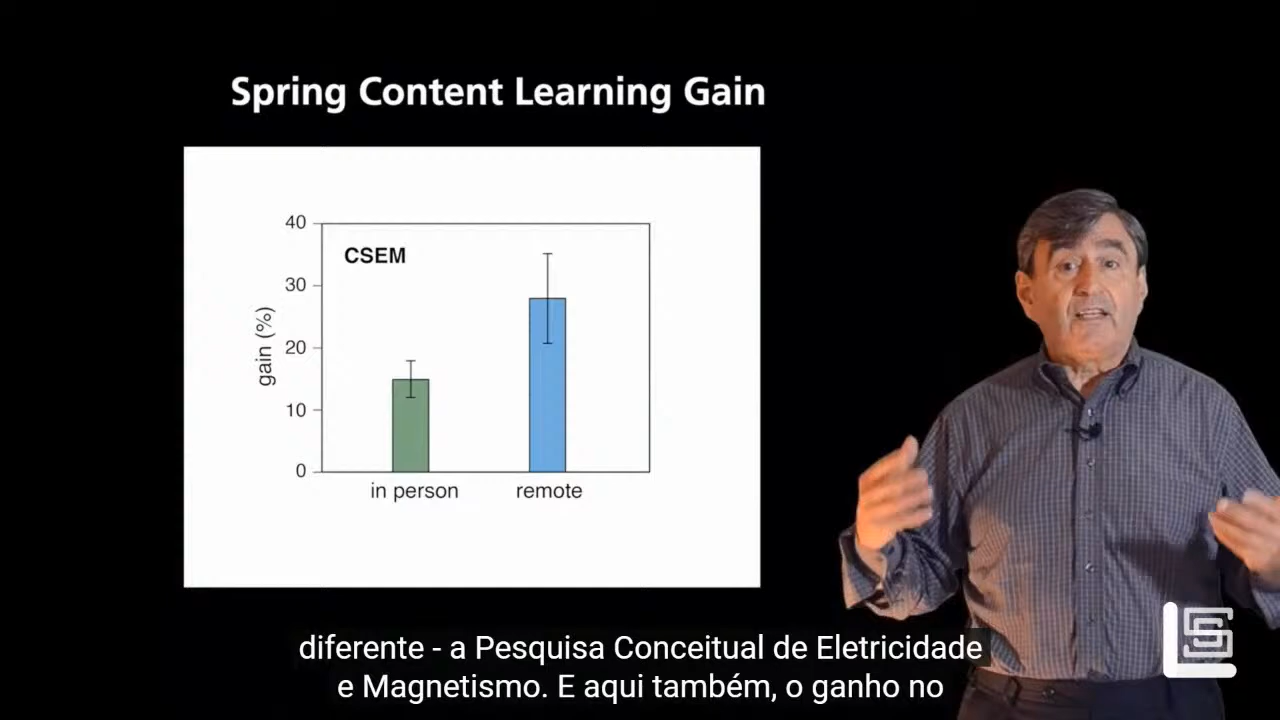 Spring Content Learning Gain
40
CSEM
30
20
10
0
gain (%)
in person
remote
diferente - a Pesquisa Conceitual de Eletricidade
e Magnetismo. E aqui também, o ganho no